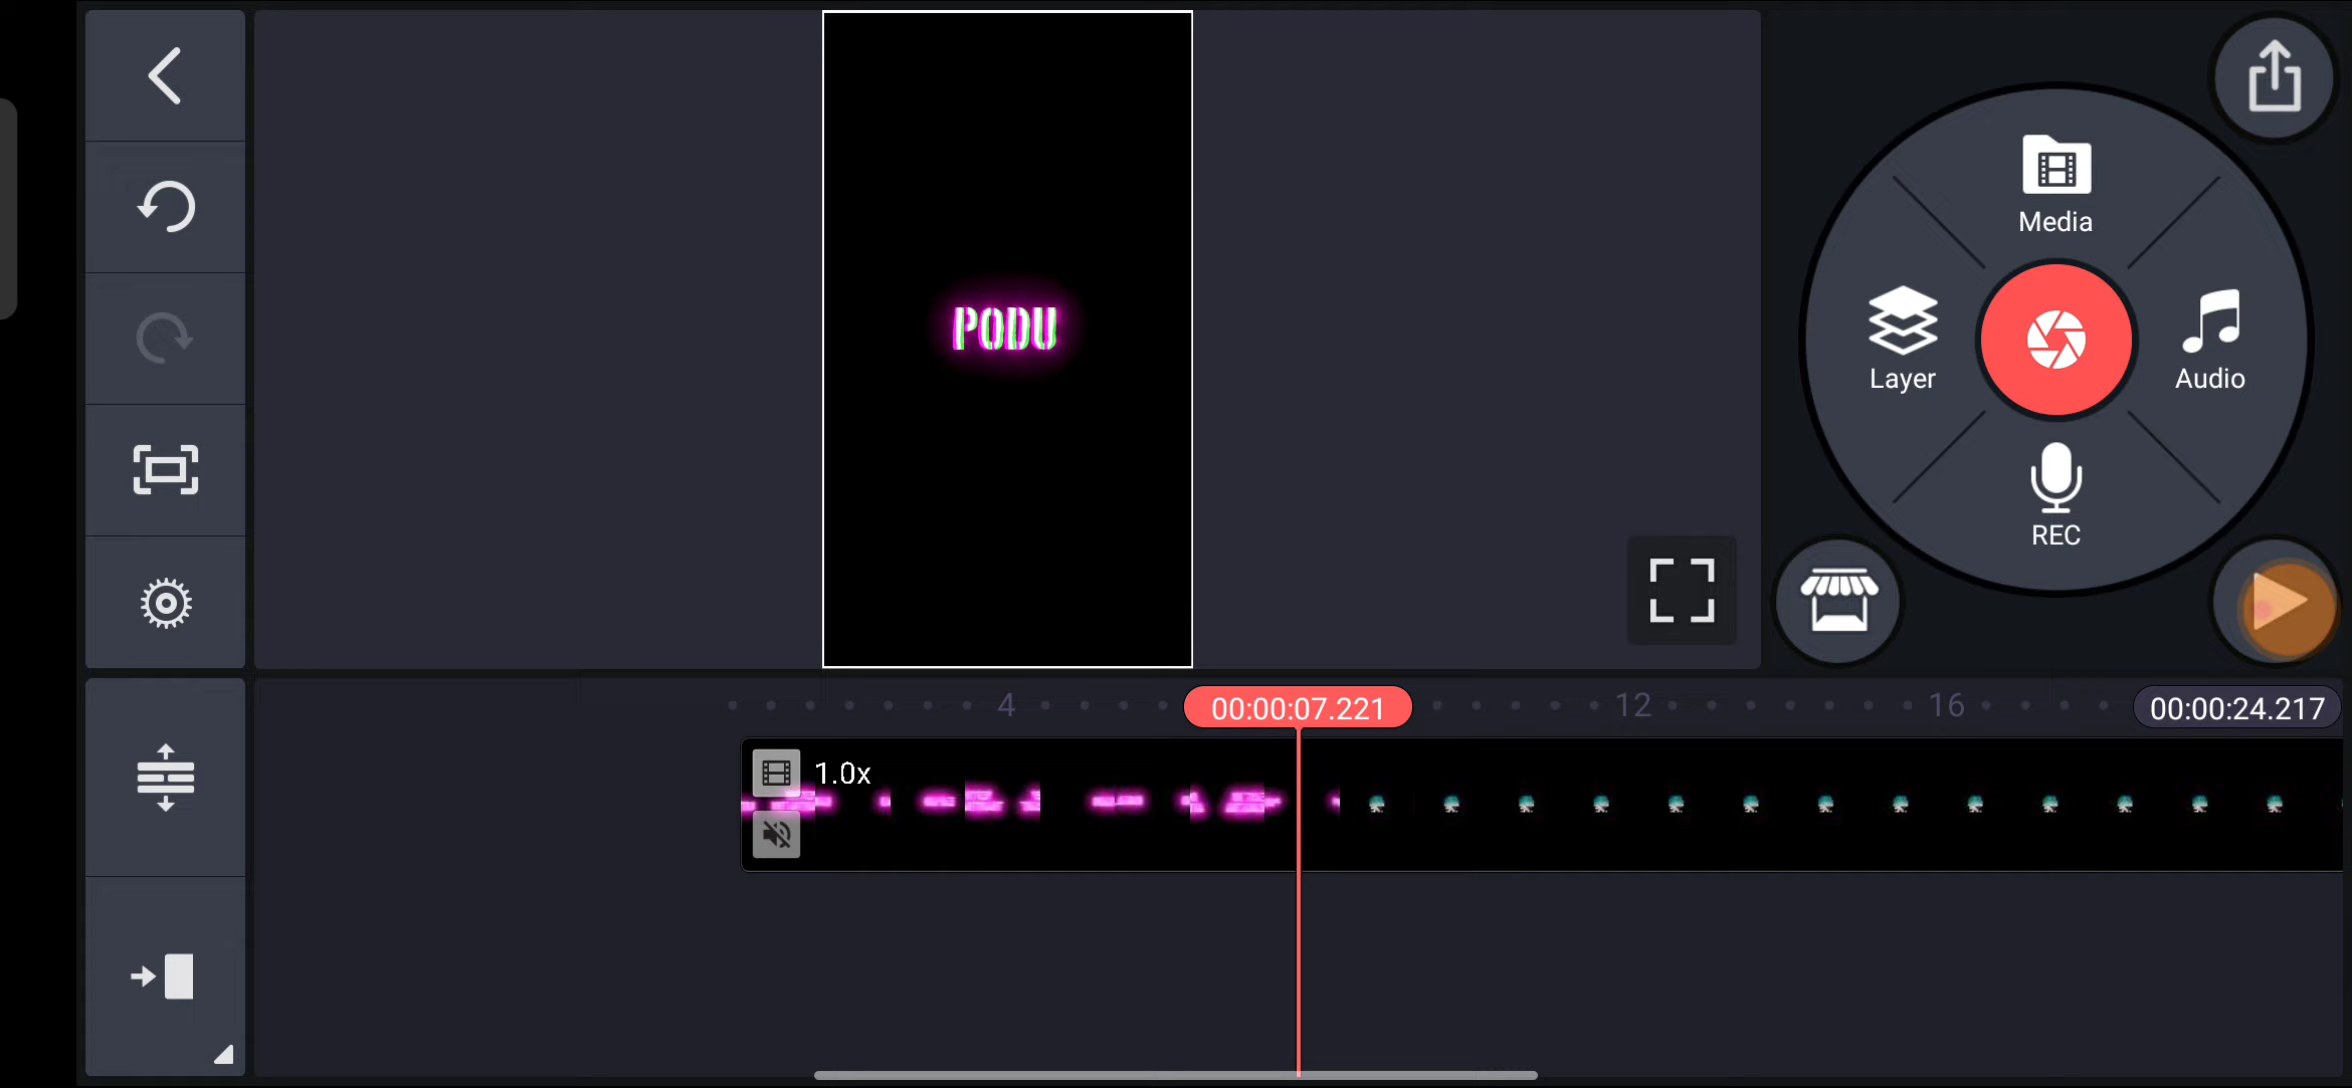 Media
PODU
Layer
Audio
REC
4
00:00:07.221
12
16
00:00:24.217
1.0x